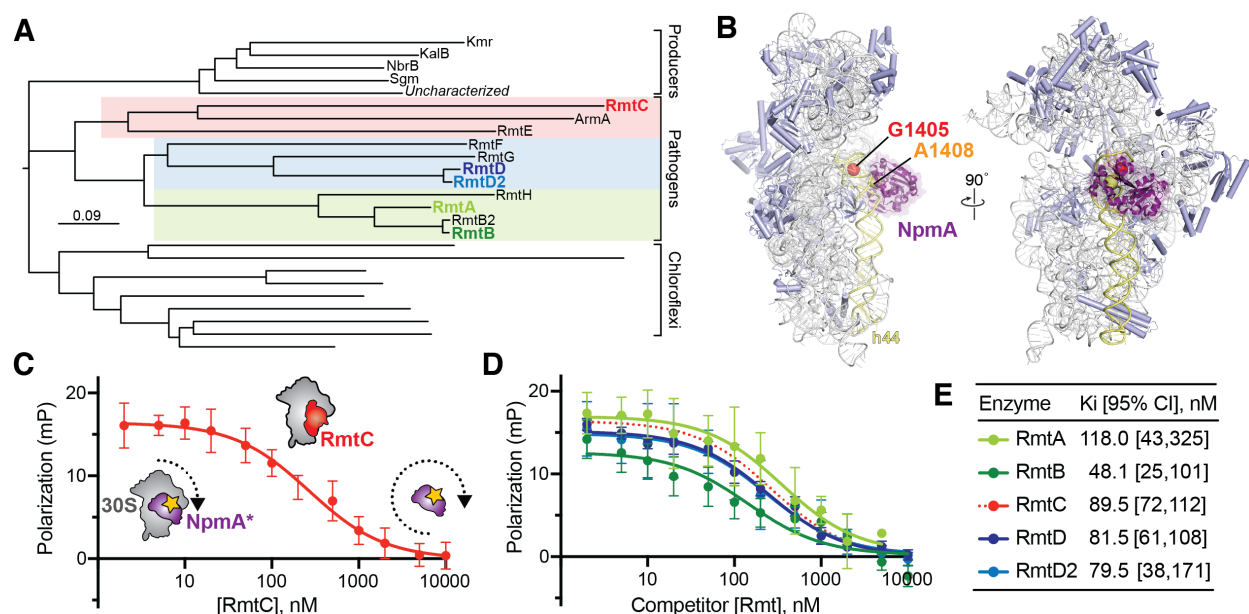 A
Kmr
KalB
NbrB
Sgm
Uncharacterized
RmtC
ArmA
RmtE
RmtF
RmtG
RmtD
RmtD2
RmtH
RmtA
RmtB2
RmtB
0.09
Producers
Pathogens
Chloroflexi
B
G1405
A1408
90°
NpmA
h44
C
Polarization (mP)
20
10
0
10
100
1000
10000
[RmtC], nM
RmtC
30S
NpmA*
D
Polarization (mP)
20
10
0
10
100
1000
10000
Competitor [Rmt], nM
E
Enzyme Ki [95% CI], nM
RmtA 118.0 [43,325]
RmtB 48.1 [25,101]
RmtC 89.5 [72,112]
RmtD 81.5 [61,108]
RmtD2 79.5 [38,171]